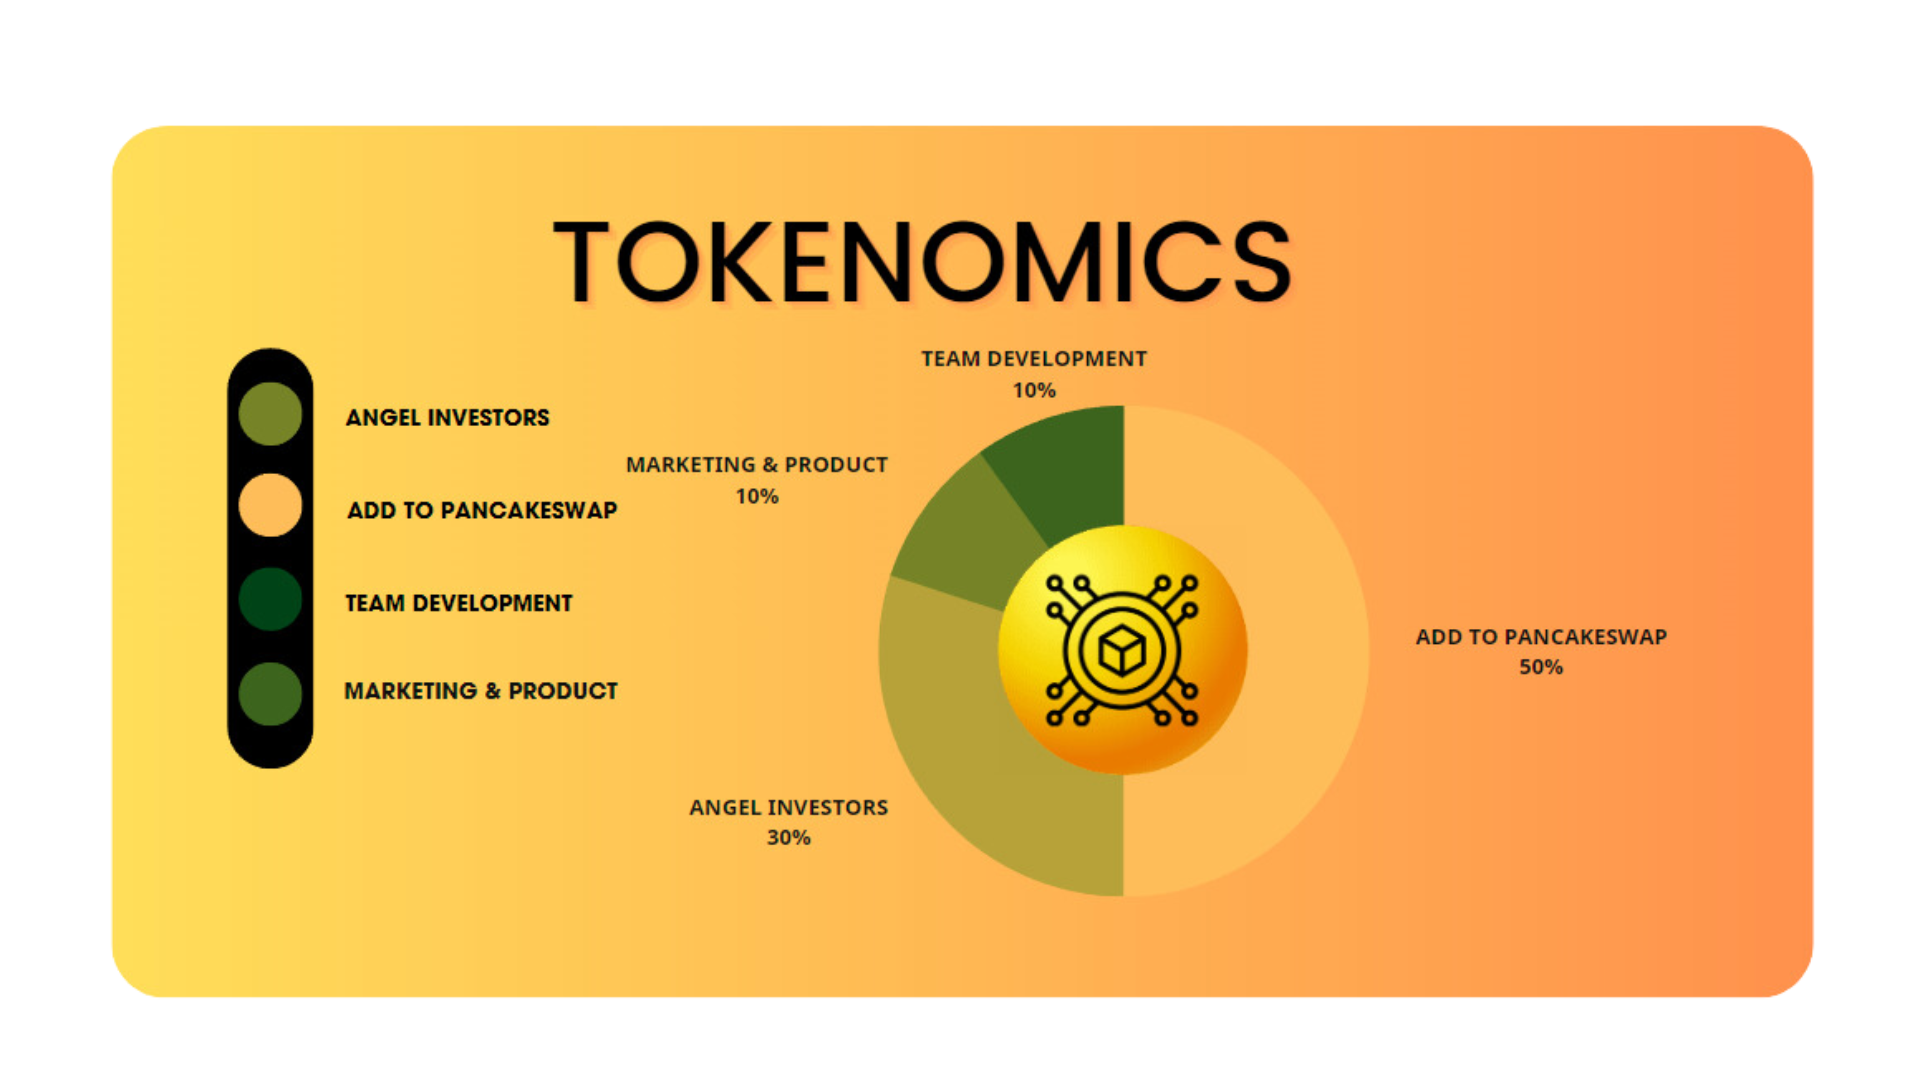 TOKENOMICS
ANGEL INVESTORS
ADD TO PANCAKESWAP
TEAM DEVELOPMENT
MARKETING & PRODUCT
TEAM DEVELOPMENT
10%
MARKETING & PRODUCT
10%
ADD TO PANCAKESWAP
50%
ANGEL INVESTORS
30%